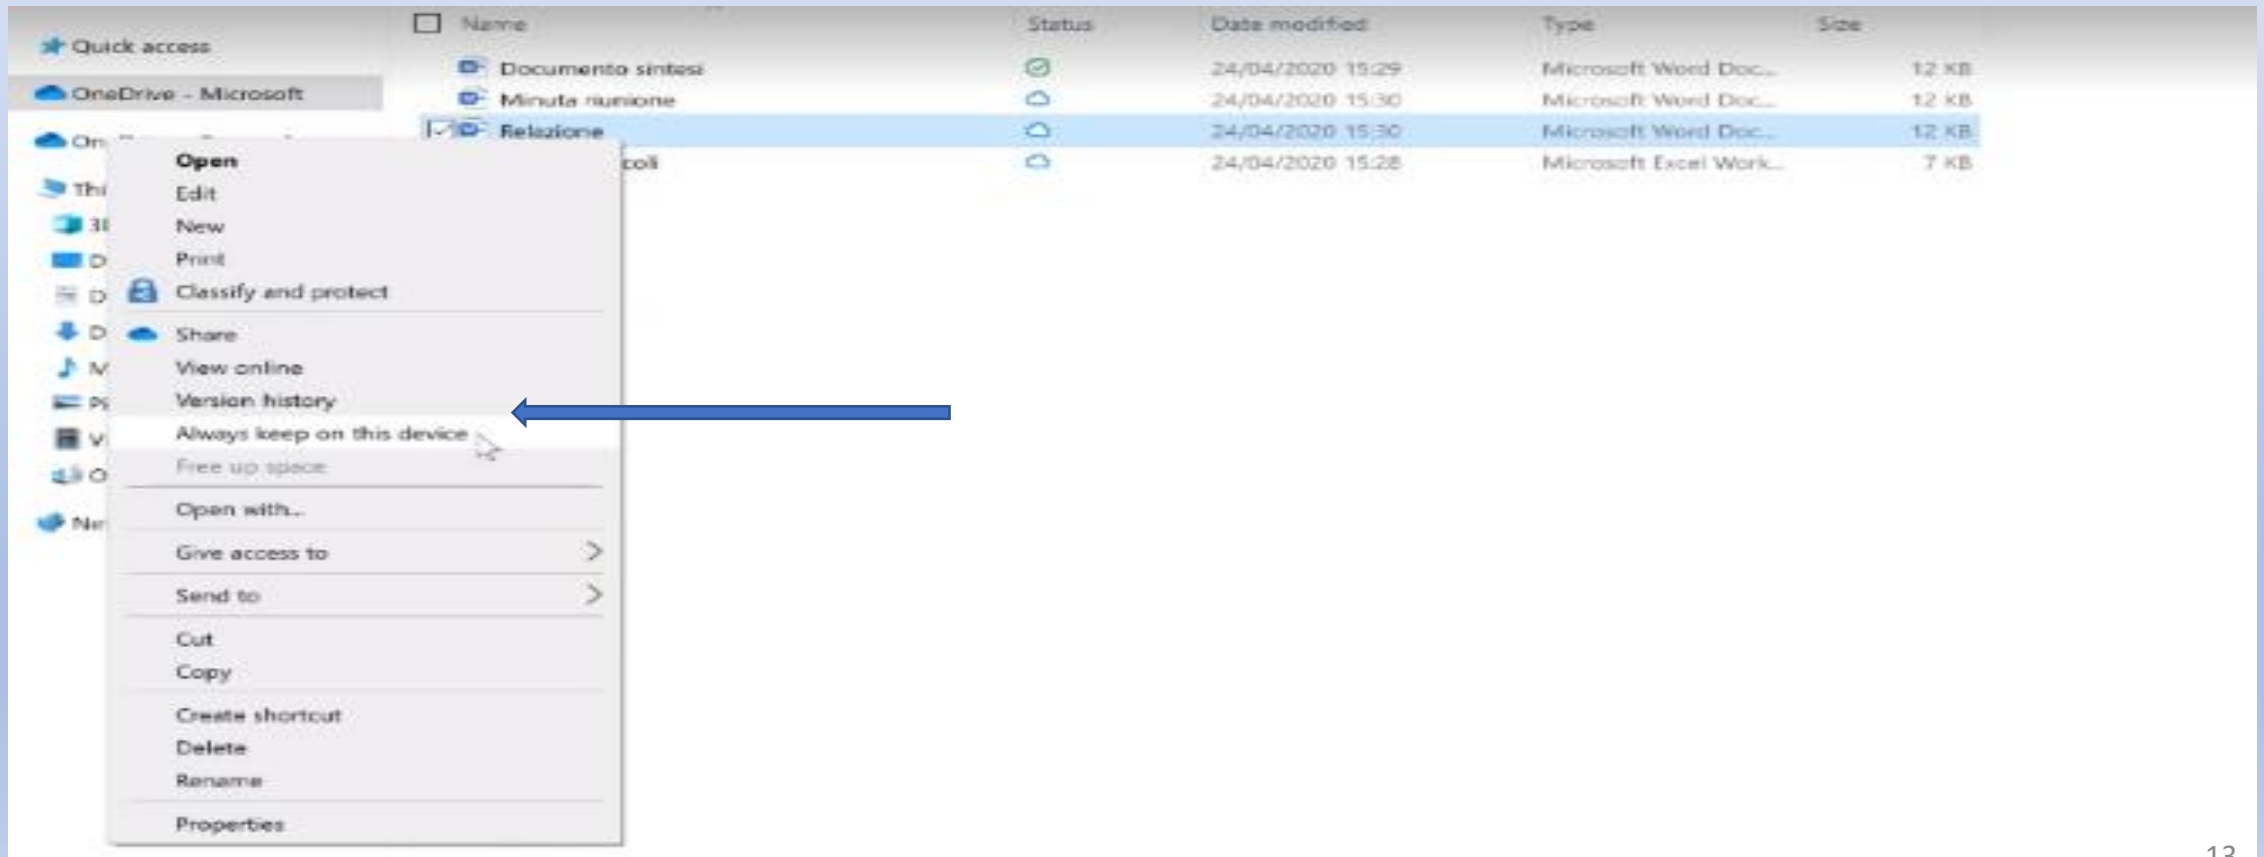 Name Status Date modified Type Size
Quick access
Documento sintesi 24/04/2020 15:29 Microsoft Word Doc... 12 KB
OneDrive - Microsoft
Minuta riunione 24/04/2020 15:30 Microsoft Word Doc... 12 KB
Relazione 24/04/2020 15:30 Microsoft Word Doc... 12 KB
coli 24/04/2020 15:28 Microsoft Excel Work... 7 KB
On
Thi
D
D
D
M
Pi
V
O
Ne
Open
Edit
New
Print
Classify and protect
Share
View online
Version history
Always keep on this device
Free up space
Open with...
Give access to
Send to
Cut
Copy
Create shortcut
Delete
Rename
Properties
13